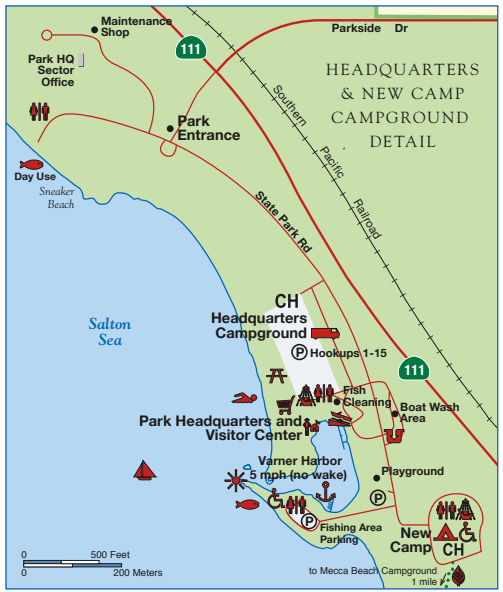 Maintenance
Shop
111
Parkside Dr
Park HQ
Sector
Office
HEADQUARTERS
& NEW CAMP
CAMPGROUND
DETAIL
Southern
Pacific
Railroad
Park
Entrance
Day Use
Sneaker
Beach
State Park Rd
Salton
Sea
CH
Headquarters
Campground
P Hookups 1-15
111
Fish
Cleaning
Boat Wash
Area
Park Headquarters and
Visitor Center
Varner Harbor
5 mph (no wake)
Playground
P
P
Fishing Area
Parking
New
Camp
CH
0 500 Feet
0 200 Meters
to Mecca Beach Campground
1 mile